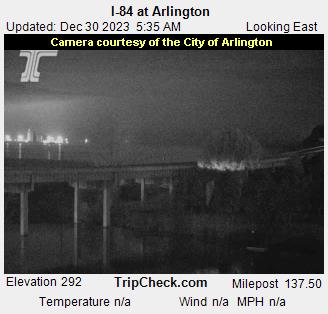 I-84 at Arlington
Updated: Dec 30 2023 5:35 AM Looking East
Camera courtesy of the City of Arlington
Elevation 292 TripCheck.com Milepost 137.50
Temperature n/a Wind n/a MPH n/a